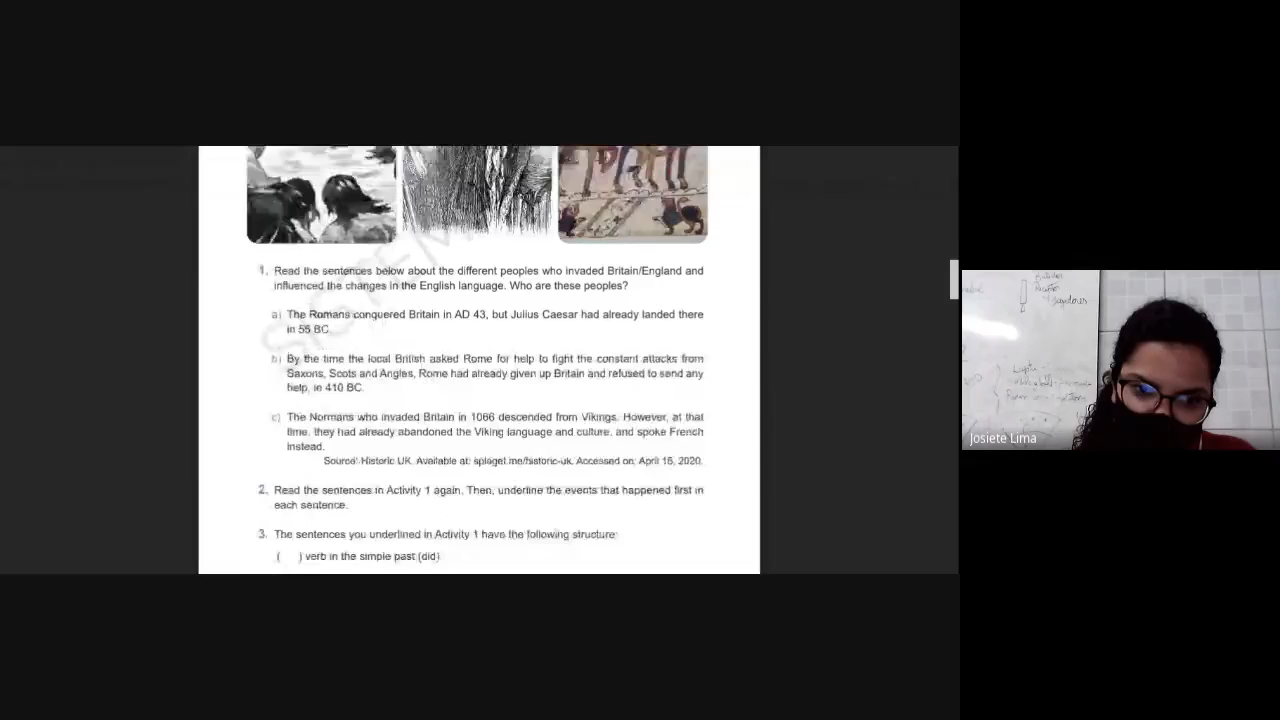 1. Read the sentences below about the different peoples who invaded Britain/England and
influenced the changes in the English language. Who are these peoples?
a) The Romans conquered Britain in AD 43, but Julius Caesar had already landed there
in 55 BC.
b) By the time the local British asked Rome for help to fight the constant attacks from
Saxons, Scots and Angles, Rome had already given up Britain and refused to send any
help, in 410 BC.
c) The Normans who invaded Britain in 1066 descended from Vikings. However, at that
time, they had already abandoned the Viking language and culture, and spoke French
instead.
Source: Historic UK. Available at: spiegel.me/historic-uk. Accessed on: April 15, 2020.
2. Read the sentences in Activity 1 again. Then, underline the events that happened first in
each sentence.
3. The sentences you underlined in Activity 1 have the following structure:
( ) verb in the simple past (did)
Josiete Lima